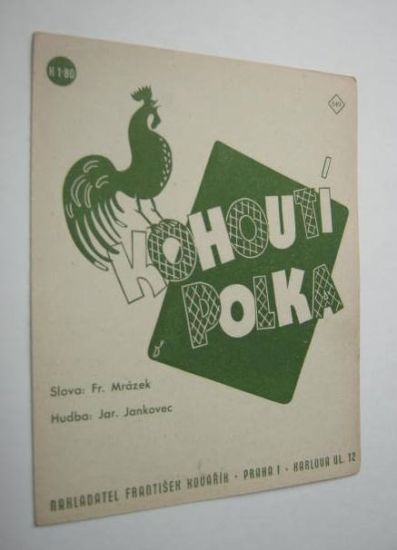 H 1·80
KOHOUTÍ
POLKA
Slova: Fr. Mrázek
Hudba: Jar. Jankovec
NAKLADATEL FRANTIŠEK KOVAŘÍK · PRAHA I · KARLOVA UL. 12